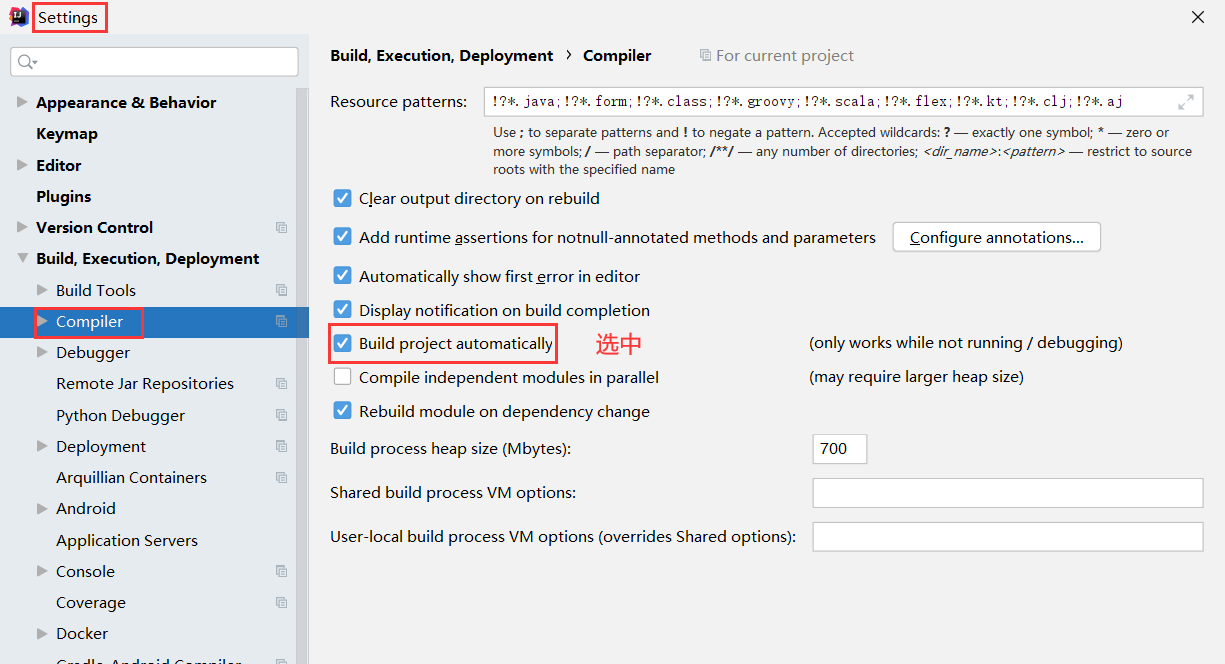 Settings
Appearance & Behavior
Keymap
Editor
Plugins
Version Control
Build, Execution, Deployment
Build Tools
Compiler
Debugger
Remote Jar Repositories
Python Debugger
Deployment
Arquillian Containers
Android
Application Servers
Console
Coverage
Docker
Gradle-Android Compiler
Build, Execution, Deployment › Compiler For current project
Resource patterns: !?*.java;!?*.form;!?*.class;!?*.groovy;!?*.scala;!?*.flex;!?*.kt;!?*.clj;!?*.aj
Use ; to separate patterns and ! to negate a pattern. Accepted wildcards: ? — exactly one symbol; * — zero or
more symbols; / — path separator; /**/ — any number of directories; <dir_name>:<pattern> — restrict to source
roots with the specified name
Clear output directory on rebuild
Add runtime assertions for notnull-annotated methods and parameters Configure annotations...
Automatically show first error in editor
Display notification on build completion
Build project automatically 选中 (only works while not running / debugging)
Compile independent modules in parallel (may require larger heap size)
Rebuild module on dependency change
Build process heap size (Mbytes): 700
Shared build process VM options:
User-local build process VM options (overrides Shared options):